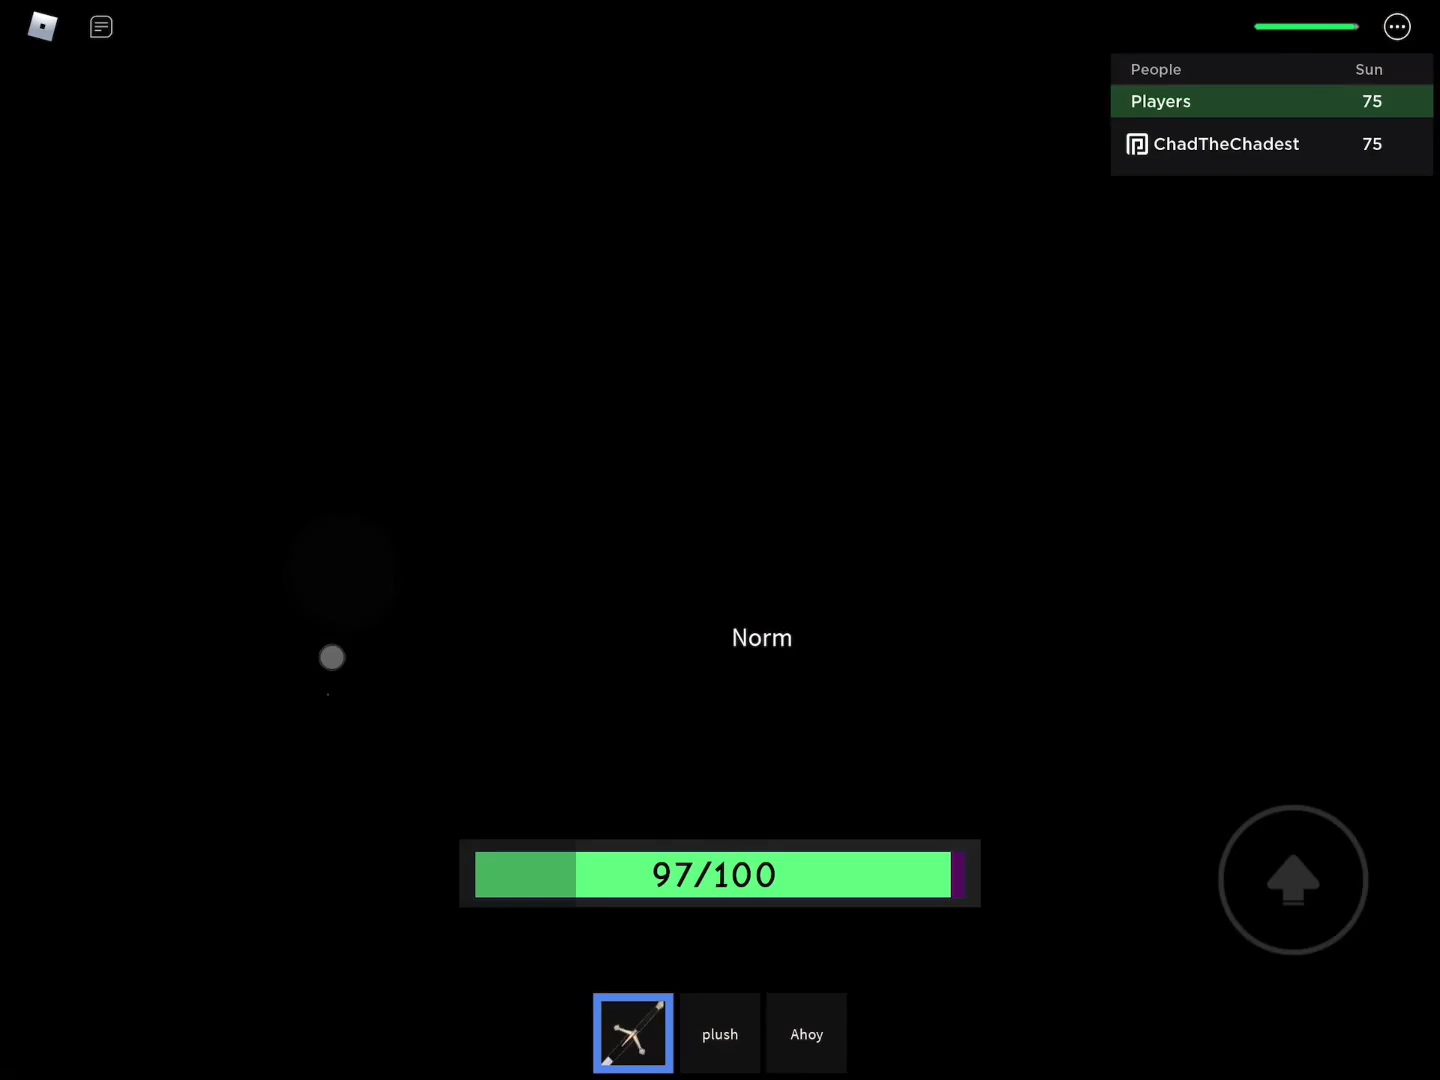 People Sun
Players 75
ChadTheChadest 75
Norm
97/100
plush
Ahoy